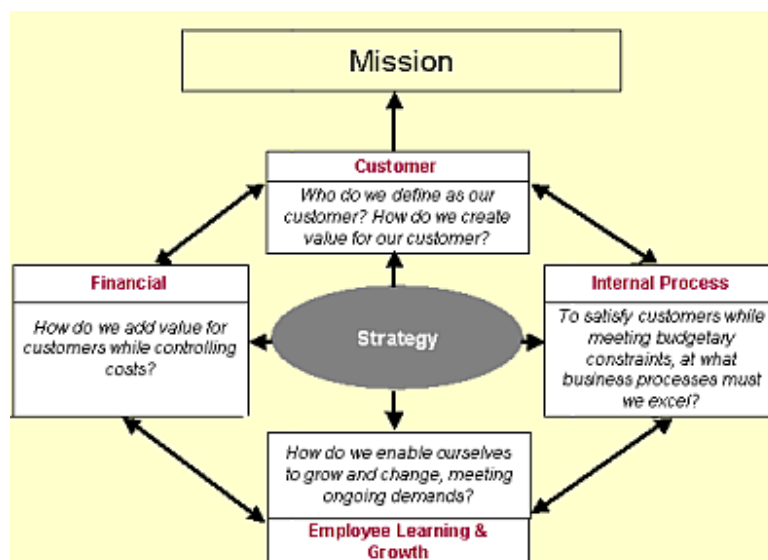 Mission
Customer
Who do we define as our
customer? How do we create
value for our customer?
Financial
How do we add value for
customers while controlling
costs?
Strategy
Internal Process
To satisfy customers while
meeting budgetary
constraints, at what
business processes must
we excel?
How do we enable ourselves
to grow and change, meeting
ongoing demands?
Employee Learning &
Growth